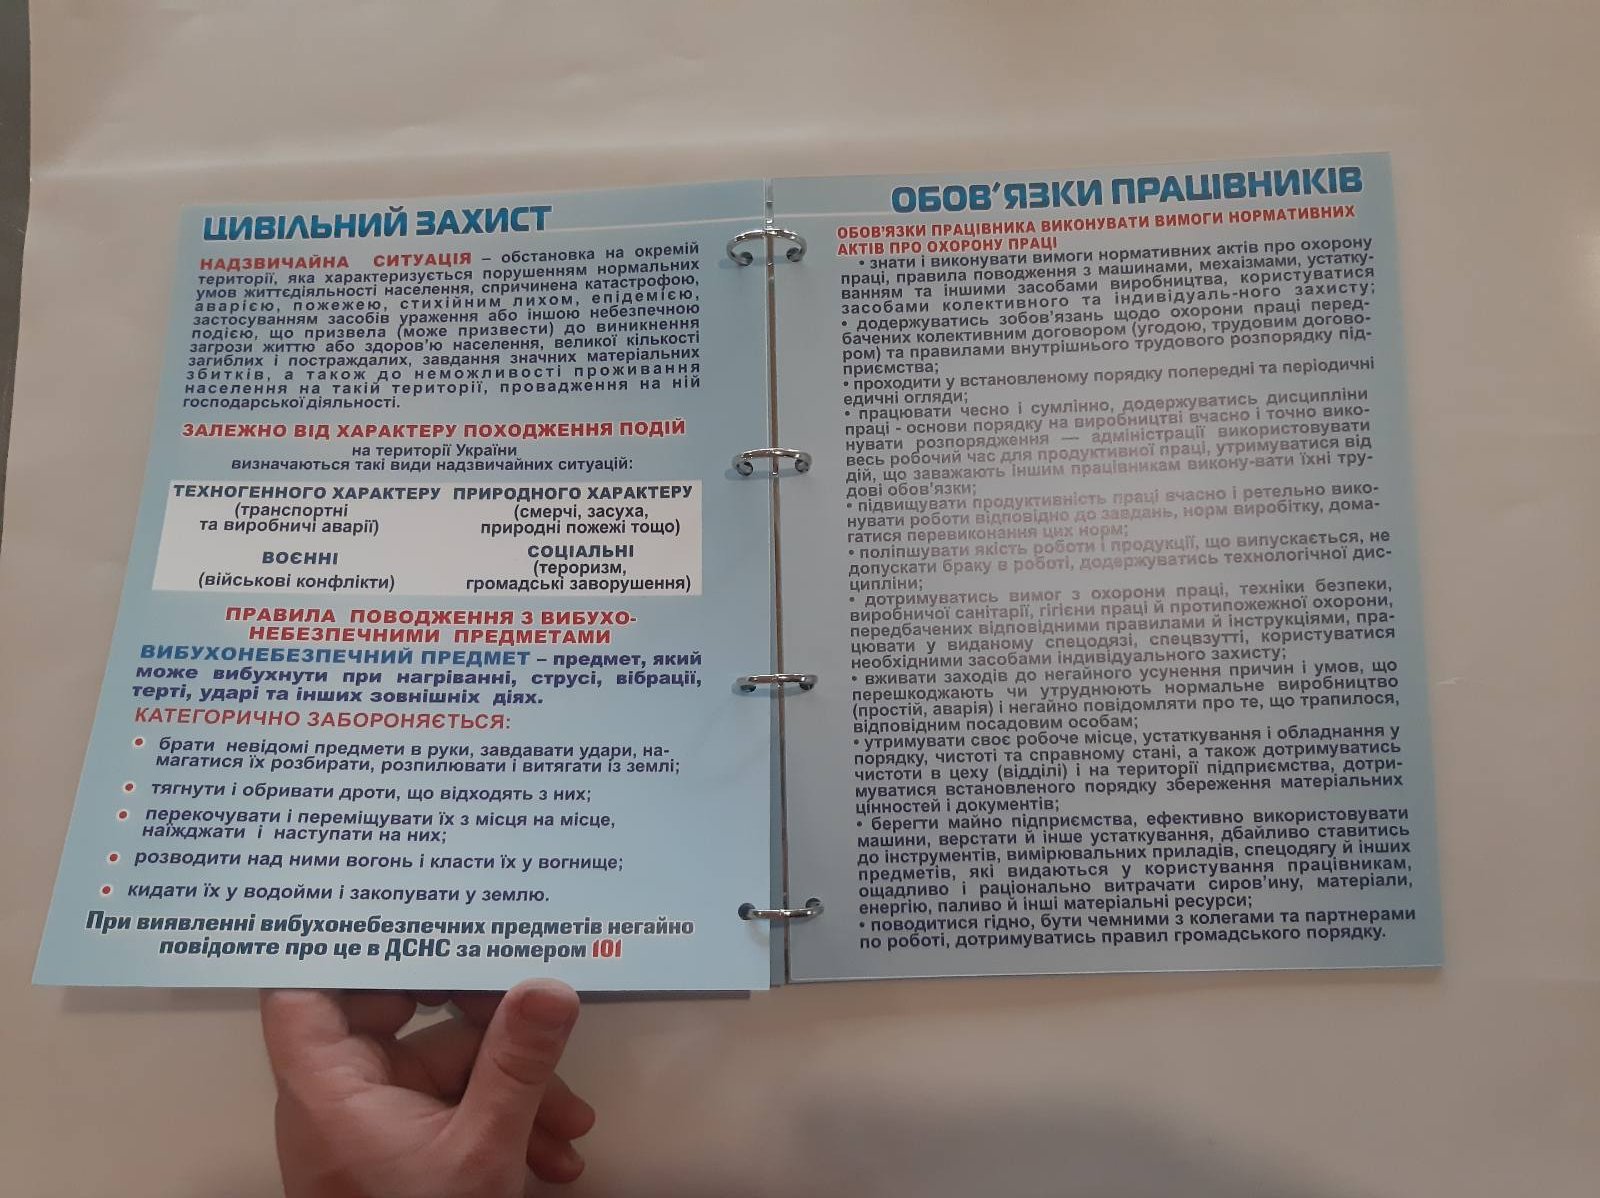 ЦИВІЛЬНИЙ ЗАХИСТ
НАДЗВИЧАЙНА СИТУАЦІЯ – обстановка на окремій
території, яка характеризується порушенням нормальних
умов життєдіяльності населення, спричинена катастрофою,
аварією, пожежею, стихійним лихом, епідемією,
застосуванням засобів ураження або іншою небезпечною
подією, що призвела (може призвести) до виникнення
загрози життю або здоров'ю населення, великої кількості
загиблих і постраждалих, завдання значних матеріальних
збитків, а також до неможливості проживання
населення на такій території, провадження на ній
господарської діяльності.
ЗАЛЕЖНО ВІД ХАРАКТЕРУ ПОХОДЖЕННЯ ПОДІЙ
на території України
визначаються такі види надзвичайних ситуацій:
ТЕХНОГЕННОГО ХАРАКТЕРУ
(транспортні
та виробничі аварії)
ПРИРОДНОГО ХАРАКТЕРУ
(смерчі, засуха,
природні пожежі тощо)
ВОЄННІ
(військові конфлікти)
СОЦІАЛЬНІ
(тероризм,
громадські заворушення)
ПРАВИЛА ПОВОДЖЕННЯ З ВИБУХО-
НЕБЕЗПЕЧНИМИ ПРЕДМЕТАМИ
ВИБУХОНЕБЕЗПЕЧНИЙ ПРЕДМЕТ – предмет, який
може вибухнути при нагріванні, струсі, вібрації,
терті, ударі та інших зовнішніх діях.
КАТЕГОРИЧНО ЗАБОРОНЯЄТЬСЯ:
• брати невідомі предмети в руки, завдавати удари, на-
магатися їх розбирати, розпилювати і витягати із землі;
• тягнути і обривати дроти, що відходять з них;
• перекочувати і переміщувати їх з місця на місце,
наїжджати і наступати на них;
• розводити над ними вогонь і класти їх у вогнище;
• кидати їх у водойми і закопувати у землю.
При виявленні вибухонебезпечних предметів негайно
повідомте про це в ДСНС за номером 101
ОБОВ'ЯЗКИ ПРАЦІВНИКІВ
ОБОВ'ЯЗКИ ПРАЦІВНИКА ВИКОНУВАТИ ВИМОГИ НОРМАТИВНИХ
АКТІВ ПРО ОХОРОНУ ПРАЦІ
• знати і виконувати вимоги нормативних актів про охорону
праці, правила поводження з машинами, механізмами, устатку-
ванням та іншими засобами виробництва, користуватися
засобами колективного та індивідуаль-ного захисту;
• додержуватись зобов'язань щодо охорони праці перед-
бачених колективним договором (угодою, трудовим догово-
ром) та правилами внутрішнього трудового розпорядку під-
приємства;
• проходити у встановленому порядку попередні та періодичні
едичні огляди;
• працювати чесно і сумлінно, додержуватись дисципліни
праці - основи порядку на виробництві вчасно і точно вико-
нувати розпорядження — адміністрації використовувати
весь робочий час для продуктивної праці, утримуватися від
дій, що заважають іншим працівникам викону-вати їхні тру-
дові обов'язки;
• підвищувати продуктивність праці вчасно і ретельно вико-
нувати роботи відповідно до завдань, норм виробітку, дома-
гатися перевиконання цих норм;
• поліпшувати якість роботи і продукції, що випускається, не
допускати браку в роботі, додержуватись технологічної дис-
ципліни;
• дотримуватись вимог з охорони праці, техніки безпеки,
виробничої санітарії, гігієни праці й протипожежної охорони,
передбачених відповідними правилами й інструкціями, пра-
цювати у виданому спецодязі, спецвзутті, користуватися
необхідними засобами індивідуального захисту;
• вживати заходів до негайного усунення причин і умов, що
перешкоджають чи утруднюють нормальне виробництво
(простій, аварія) і негайно повідомляти про те, що трапилося,
відповідним посадовим особам;
• утримувати своє робоче місце, устаткування і обладнання у
порядку, чистоті та справному стані, а також дотримуватись
чистоти в цеху (відділі) і на території підприємства, дотри-
муватися встановленого порядку збереження матеріальних
цінностей і документів;
• берегти майно підприємства, ефективно використовувати
машини, верстати й інше устаткування, дбайливо ставитись
до інструментів, вимірювальних приладів, спецодягу й інших
предметів, які видаються у користування працівникам,
ощадливо і раціонально витрачати сиров'ину, матеріали,
енергію, паливо й інші матеріальні ресурси;
• поводитися гідно, бути чемними з колегами та партнерами
по роботі, дотримуватись правил громадського порядку.